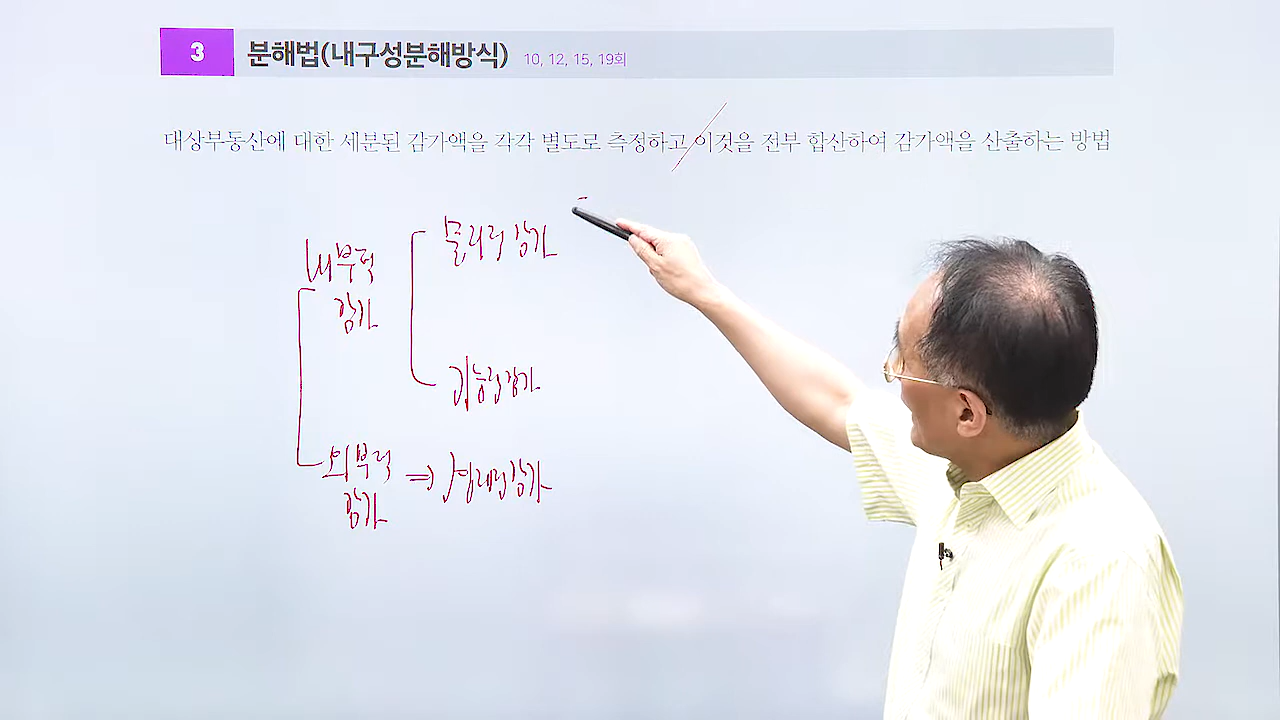 3 분해법(내구성분해방식) 10, 12, 15, 19회
대상부동산에 대한 세분된 감가액을 각각 별도로 측정하고 이것을 전부 합산하여 감가액을 산출하는 방법
내부적
감가
물리적 감가
기능적 감가
외부적
감가
⇒ 경제적 감가